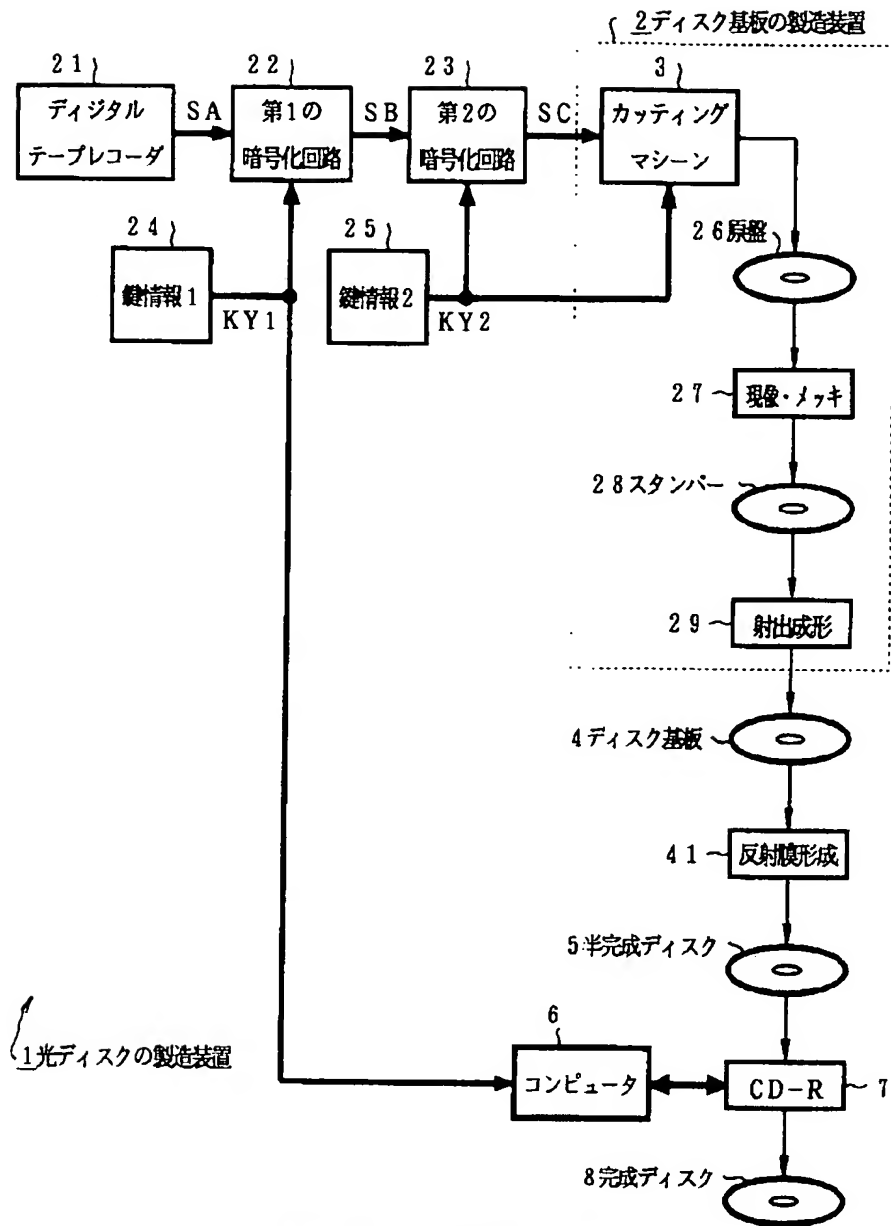 2ディスク基板の製造装置
21
22
23
3
ディジタル
テープレコーダ
SA
第1の
暗号化回路
SB
第2の
暗号化回路
SC
カッティング
マシーン
24
25
26原盤
鍵情報1
KY1
鍵情報2
KY2
27
現像・メッキ
28スタンパー
29
射出成形
4ディスク基板
41
反射膜形成
5半完成ディスク
6
1光ディスクの製造装置
コンピュータ
CD-R
7
8完成ディスク